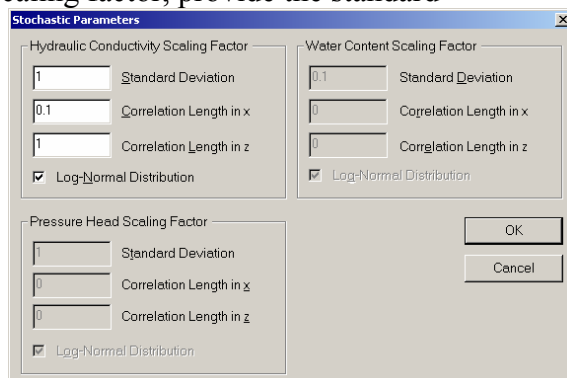 ealing factor, provide the standard
Stochastic Parameters
Hydraulic Conductivity Scaling Factor
1 Standard Deviation
0.1 Correlation Length in x
1 Correlation Length in z
Log-Normal Distribution
Water Content Scaling Factor
0.1 Standard Deviation
0 Correlation Length in x
0 Correlation Length in z
Log-Normal Distribution
Pressure Head Scaling Factor
1 Standard Deviation
0 Correlation Length in x
0 Correlation Length in z
Log-Normal Distribution
OK
Cancel